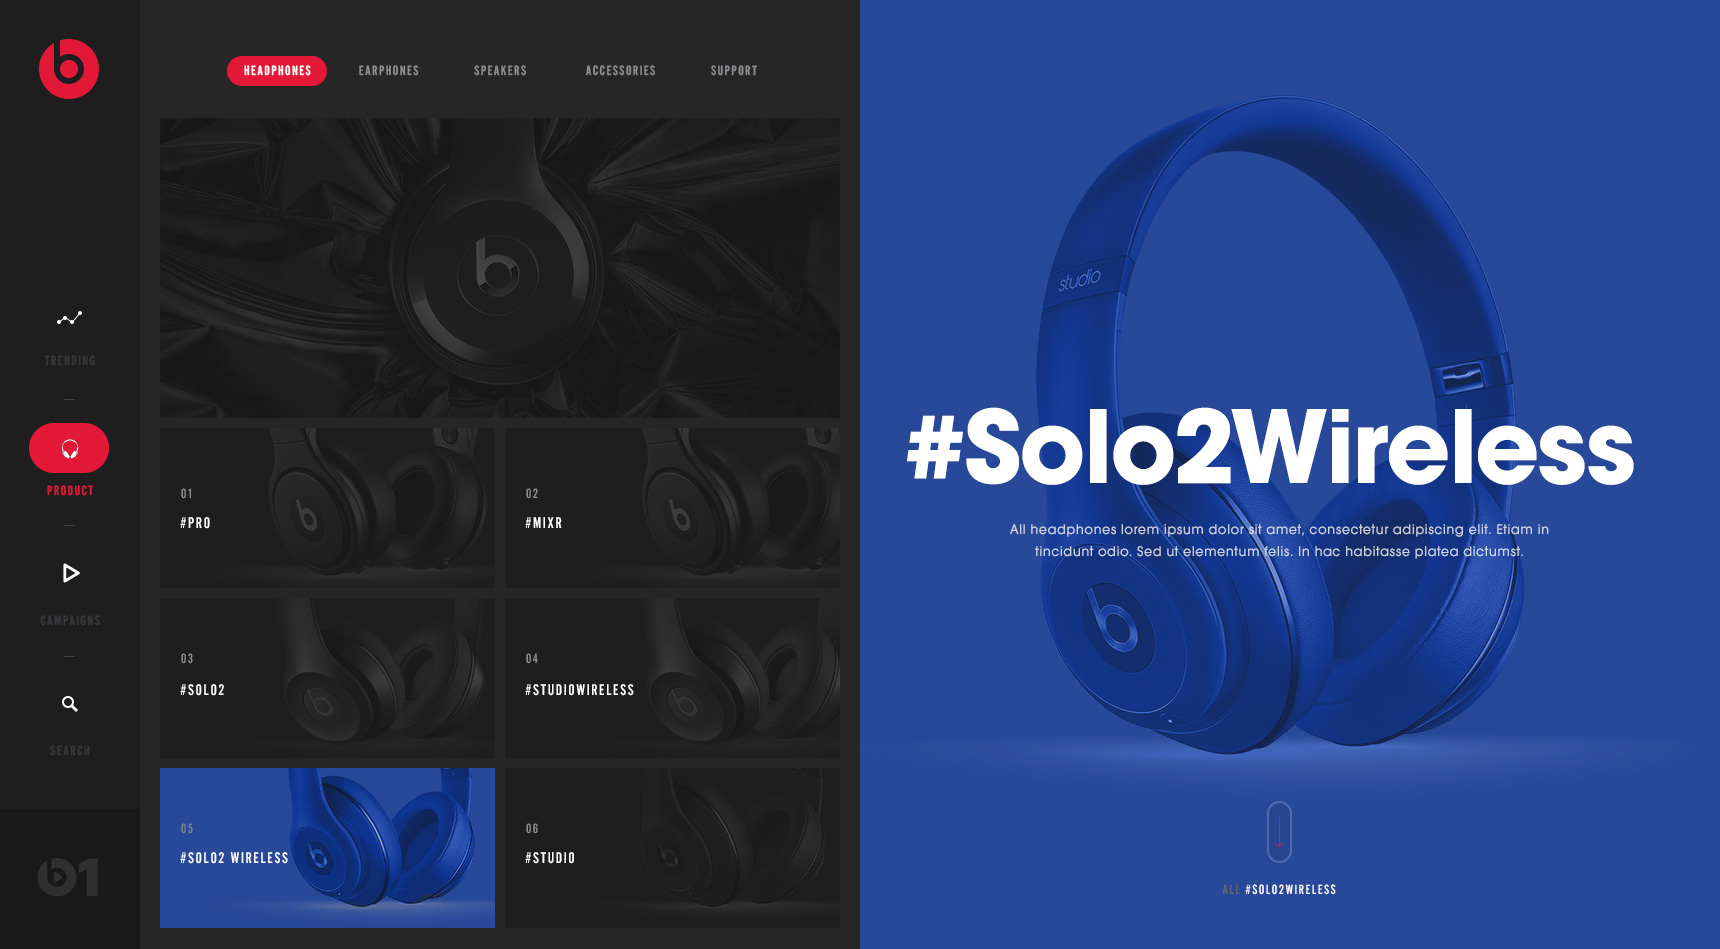 HEADPHONES
EARPHONES
SPEAKERS
ACCESSORIES
SUPPORT
TRENDING
PRODUCT
CAMPAIGNS
SEARCH
b1
b
01
#PRO
02
#MIXR
03
#SOLO2
04
#STUDIOWIRELESS
05
#SOLO2 WIRELESS
06
#STUDIO
studio
#Solo2Wireless
All headphones lorem ipsum dolor sit amet, consectetur adipiscing elit. Etiam in
tincidunt odio. Sed ut elementum felis. In hac habitasse platea dictumst.
ALL #SOLO2WIRELESS